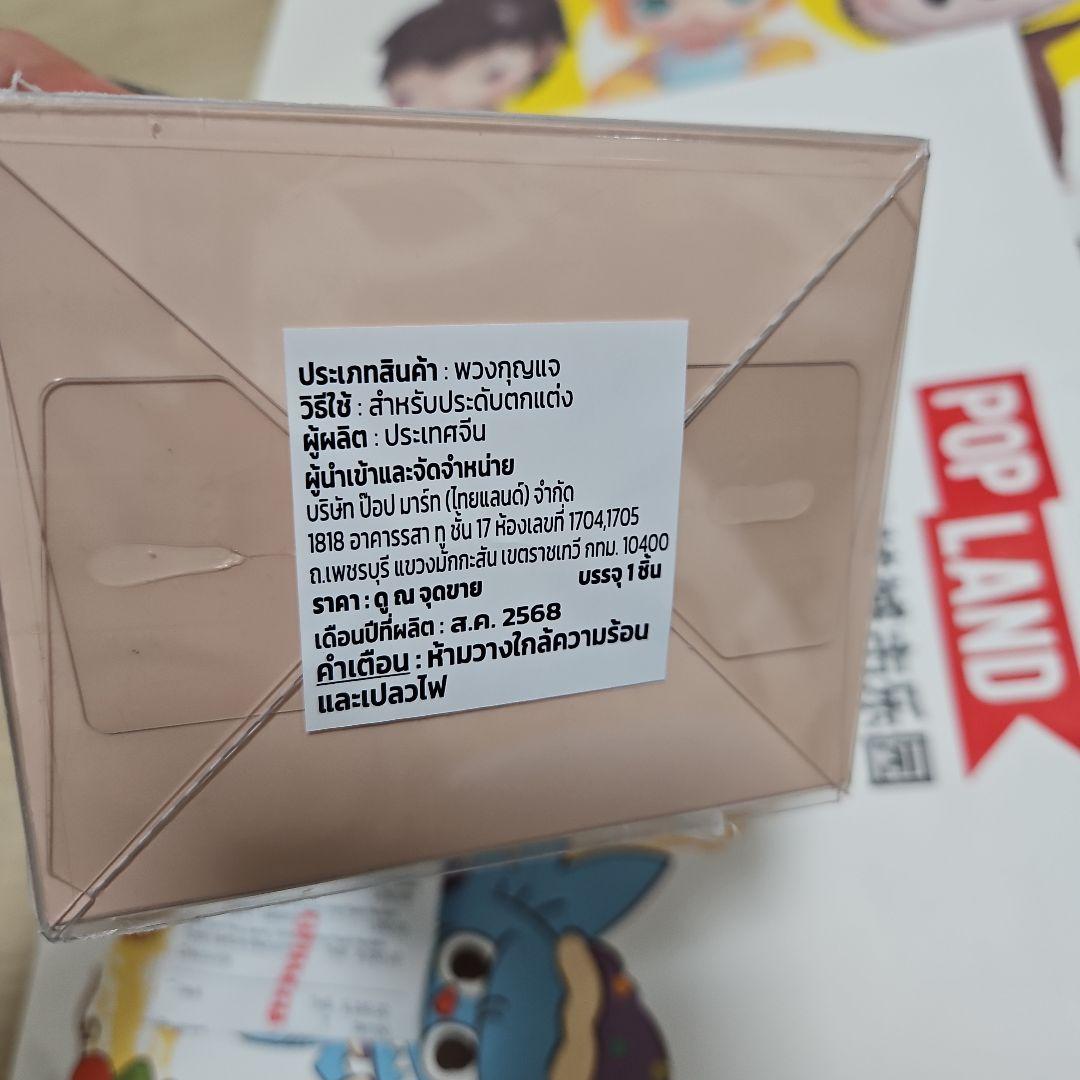 ประเภทสินค้า : พวงกุญแจ
วิธีใช้ : สำหรับประดับตกแต่ง
ผู้ผลิต : ประเทศจีน
ผู้นำเข้าและจัดจำหน่าย
บริษัท ป๊อป มาร์ท (ไทยแลนด์) จำกัด
1818 อาคารรสา ทู ชั้น 17 ห้องเลขที่ 1704,1705
ถ.เพชรบุรี แขวงมักกะสัน เขตราชเทวี กทม. 10400
ราคา : ดู ณ จุดขาย บรรจุ 1 ชิ้น
เดือนปีที่ผลิต : ส.ค. 2568
คำเตือน : ห้ามวางใกล้ความร้อน
และเปลวไฟ
POP LAND
城市乐园